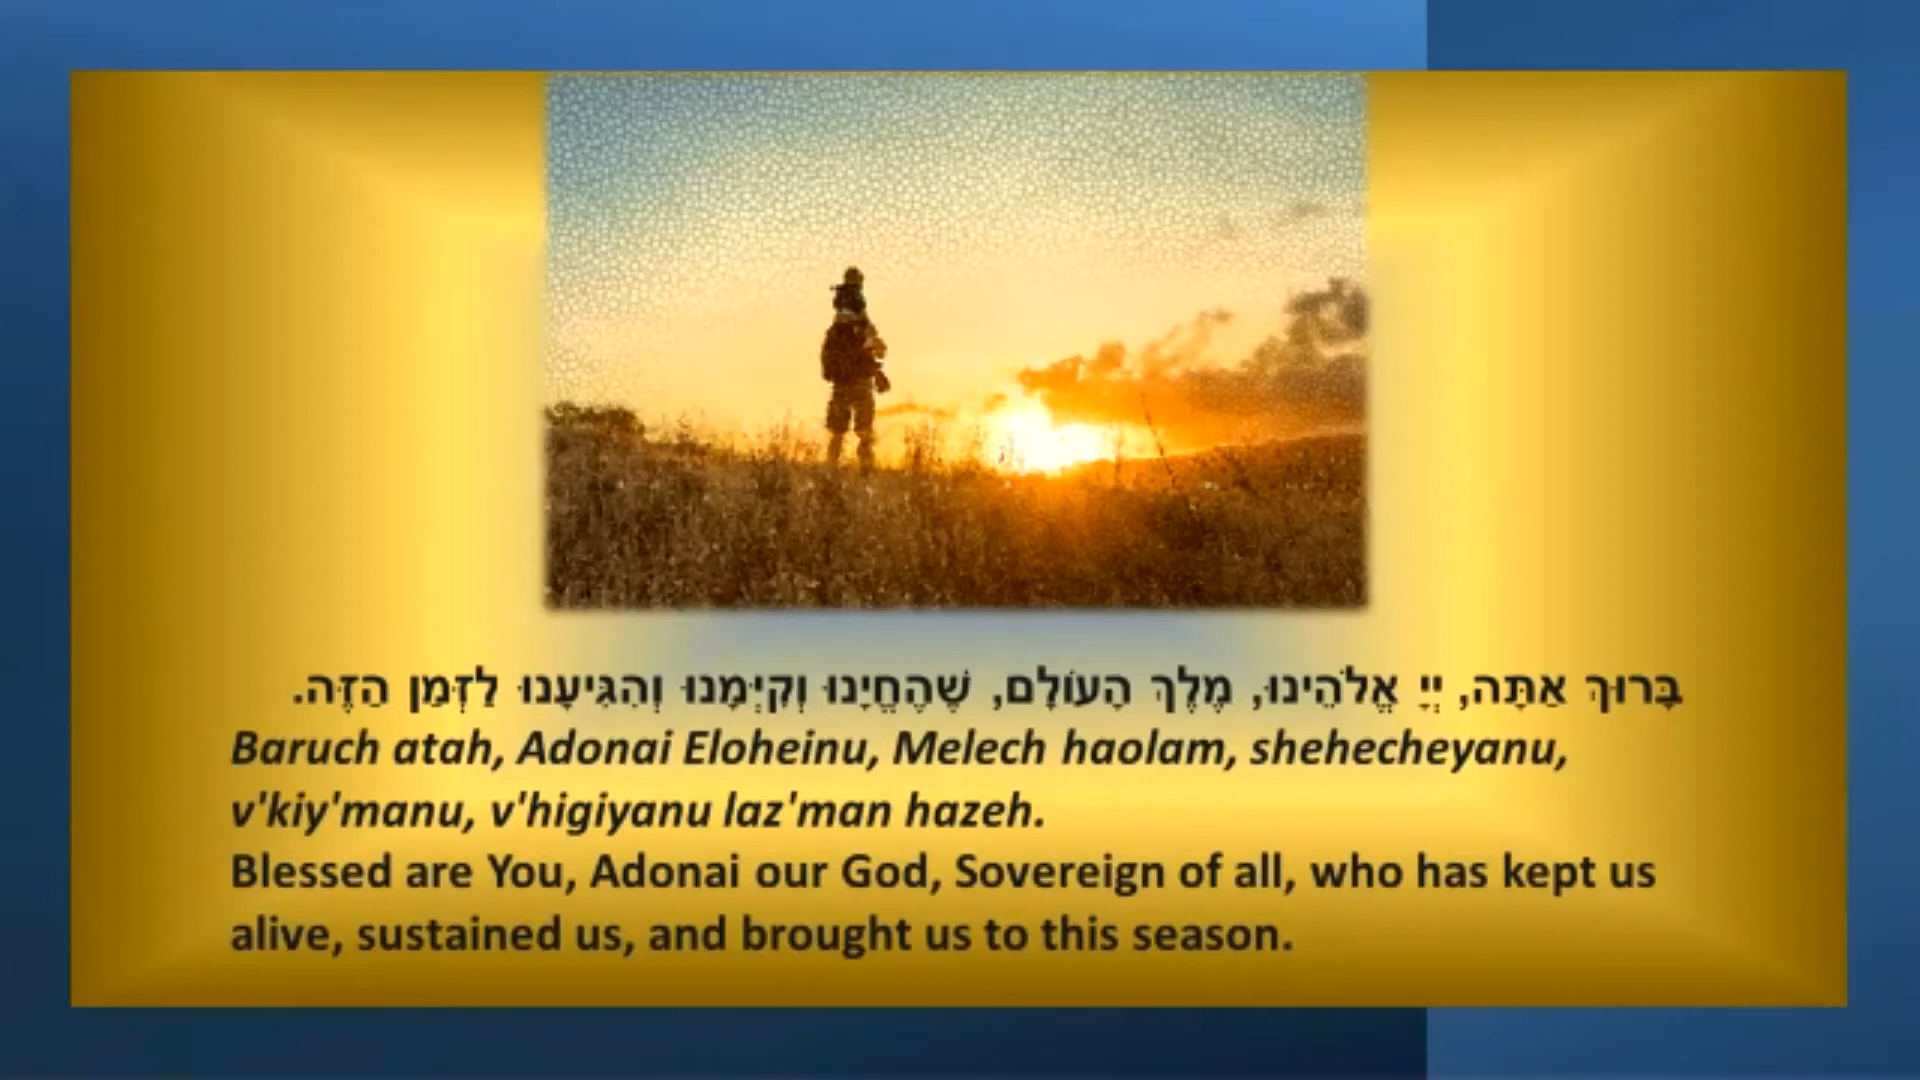 בָּרוּךְ אַתָּה, יְיָ אֱלֹהֵינוּ, מֶלֶךְ הָעוֹלָם, שֶׁהֶחֱיָנוּ וְקִיְּמָנוּ וְהִגִּיעָנוּ לַזְּמַן הַזֶּה.
Baruch atah, Adonai Eloheinu, Melech haolam, shehecheyanu,
v'kiy'manu, v'higiyanu laz'man hazeh.
Blessed are You, Adonai our God, Sovereign of all, who has kept us
alive, sustained us, and brought us to this season.